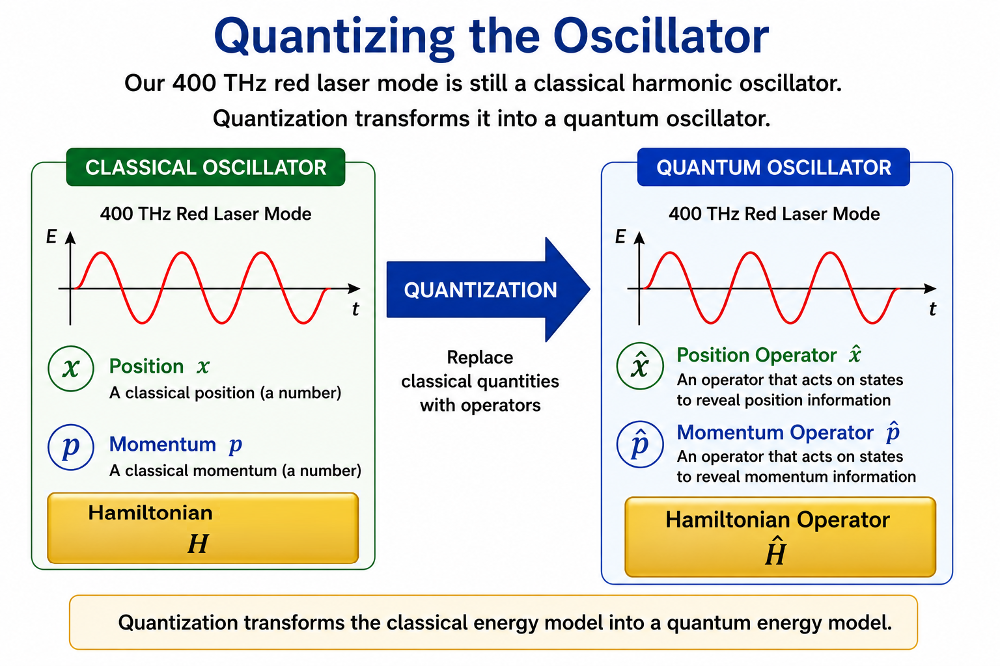 Quantizing the Oscillator
Our 400 THz red laser mode is still a classical harmonic oscillator.
Quantization transforms it into a quantum oscillator.
CLASSICAL OSCILLATOR
400 THz Red Laser Mode
E
t
x
Position x
A classical position (a number)
p
Momentum p
A classical momentum (a number)
Hamiltonian
H
QUANTIZATION
Replace
classical quantities
with operators
QUANTUM OSCILLATOR
400 THz Red Laser Mode
E
t
x̂
Position Operator x̂
An operator that acts on states
to reveal position information
p̂
Momentum Operator p̂
An operator that acts on states
to reveal momentum information
Hamiltonian Operator
Ĥ
Quantization transforms the classical energy model into a quantum energy model.